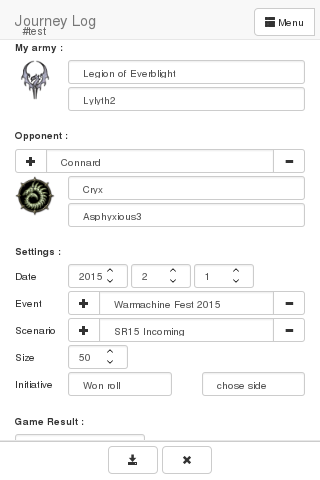 Journey Log
#test
Menu
My army :
Legion of Everblight
Lylyth2
Opponent :
Connard
Cryx
Asphyxious3
Settings :
Date 2015 2 1
Event Warmachine Fest 2015
Scenario SR15 Incoming
Size 50
Initiative Won roll chose side
Game Result :